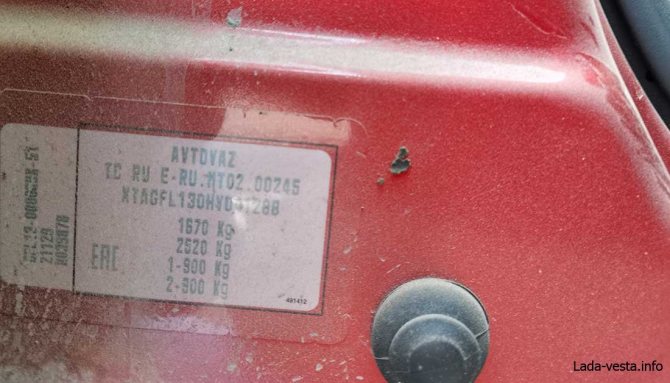 AVTOVAZ
TC RU E-RU.MT02.00245
1670 Kg
2520 Kg
1-900 Kg
2-900 Kg
EAC
21129
491412
Lada-vesta.info